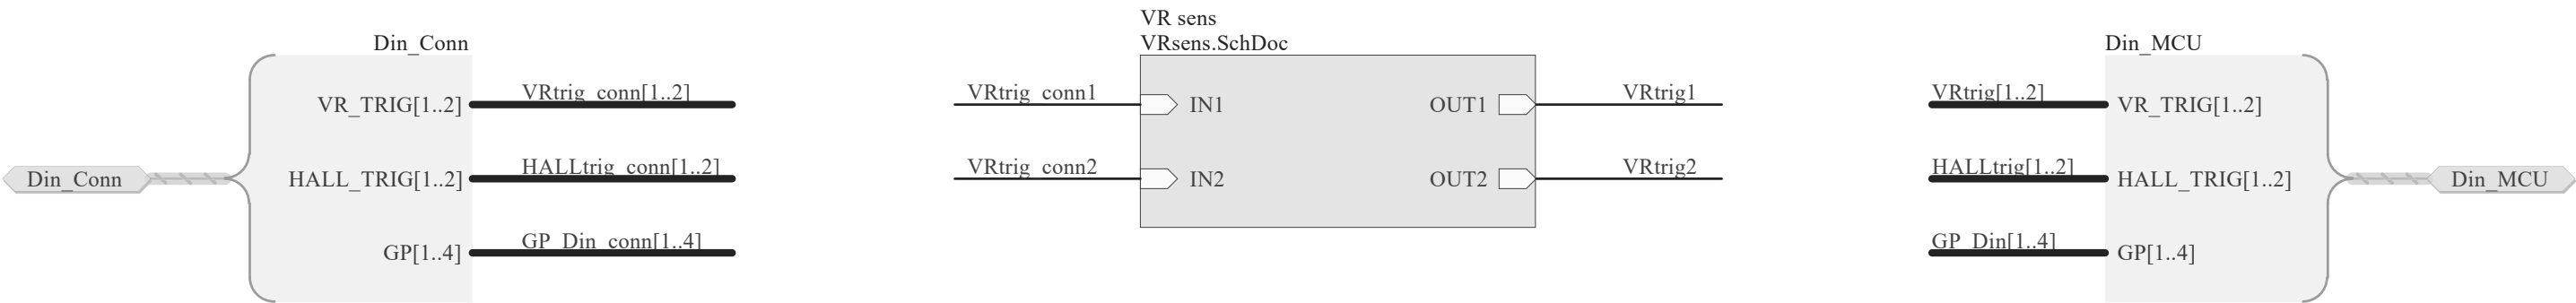 VR sens
Din_Conn
VRsens.SchDoc
Din_MCU
VR_TRIG[1..2]
VRtrig_conn[1..2]
VRtrig_conn1
IN1
OUT1
VRtrig1
VRtrig[1..2]
VR_TRIG[1..2]
Din_Conn
HALL_TRIG[1..2]
HALLtrig_conn[1..2]
VRtrig_conn2
IN2
OUT2
VRtrig2
HALLtrig[1..2]
HALL_TRIG[1..2]
Din_MCU
GP[1..4]
GP_Din_conn[1..4]
GP_Din[1..4]
GP[1..4]